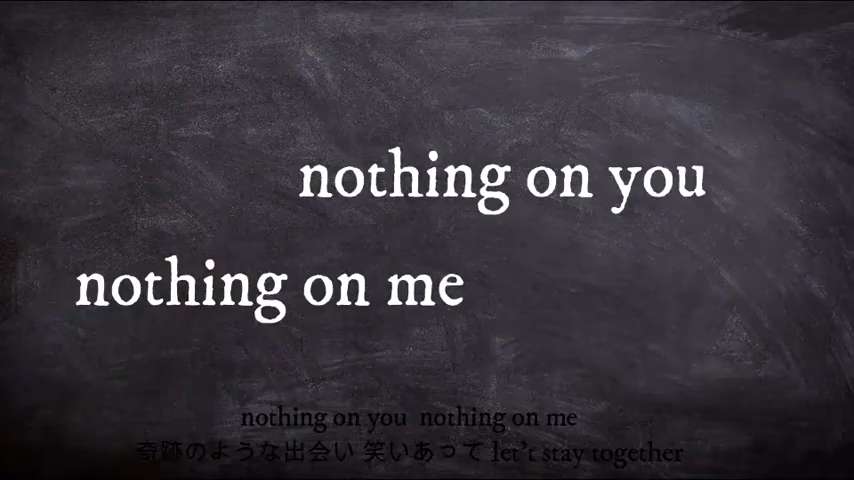 nothing on you
nothing on me
nothing on you nothing on me
奇跡のような出会い 笑いあって let's stay together